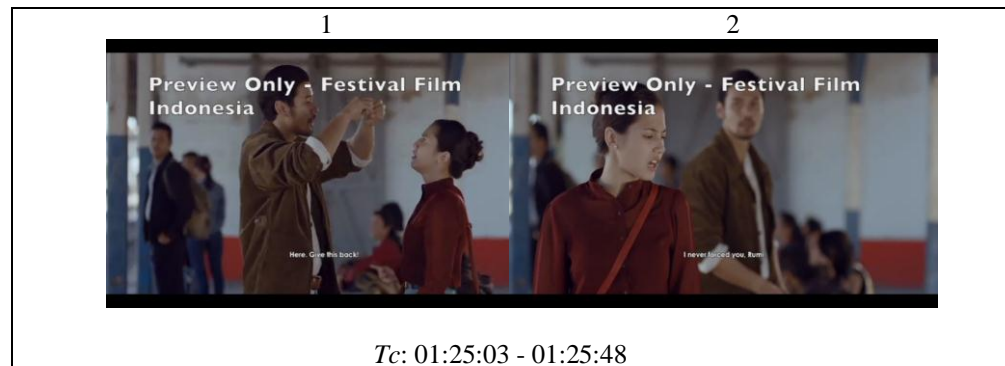 1 2
Preview Only - Festival Film
Indonesia
Here. Give this back!
Preview Only - Festival Film
Indonesia
I never forced you, Rum
Tc: 01:25:03 - 01:25:48